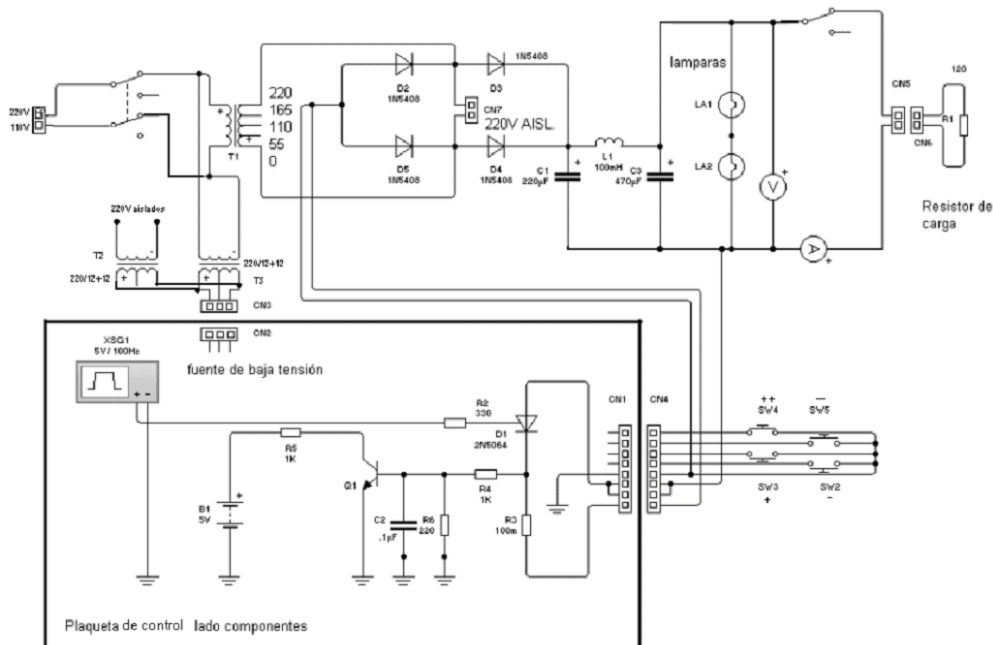 1N5408
D2
1N5408
D3
lamparas
220
165
110
55
0
CN7
220V AISL.
220V
110V
T1
D5
1N5408
D4
1N5408
C1
220µF
L1
100mH
C3
470µF
LA1
LA2
V
A
CN5
CN6
120
R1
Resistor de
carga
220V aislados
T2
220/12+12
220/12+12
T3
CN3
CN2
fuente de baja tensión
XSG1
5V / 100Hz
R2
330
D1
2N5064
R5
1K
Q1
B1
5V
C2
.1µF
R6
220
R4
1K
R3
100m
CN1
CN4
++
SW4
—
SW5
SW3
+
SW2
-
Plaqueta de control lado componentes